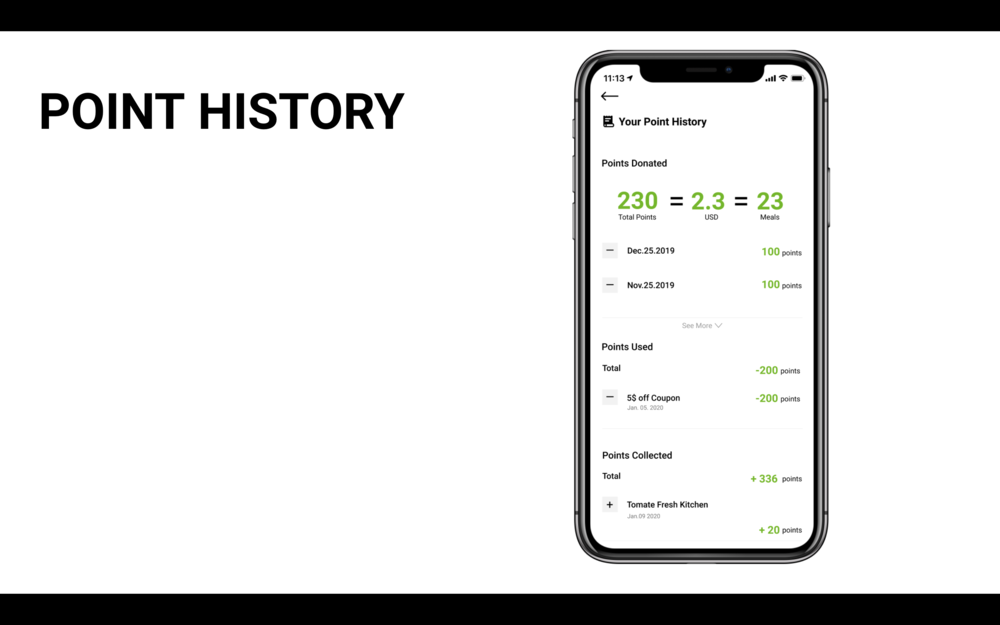 POINT HISTORY
11:13
Your Point History
Points Donated
230 = 2.3 = 23
Total Points USD Meals
Dec.25.2019 100 points
Nov.25.2019 100 points
See More
Points Used
Total -200 points
5$ off Coupon -200 points
Jan. 05. 2020
Points Collected
Total + 336 points
Tomate Fresh Kitchen
Jan.09 2020
+ 20 points